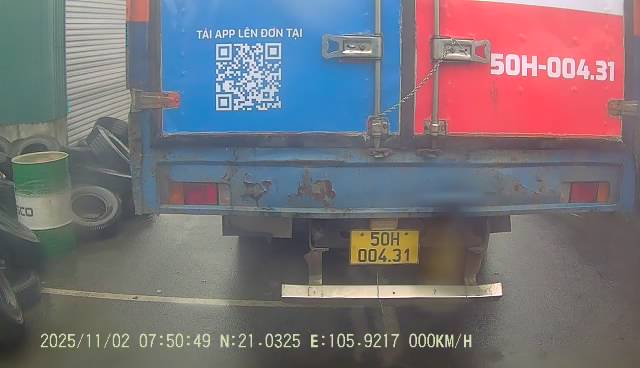 TẢI APP LÊN ĐƠN TẠI
50H-004.31
50H
004.31
2025/11/02 07:50:49 N:21.0325 E:105.9217 000KM/H